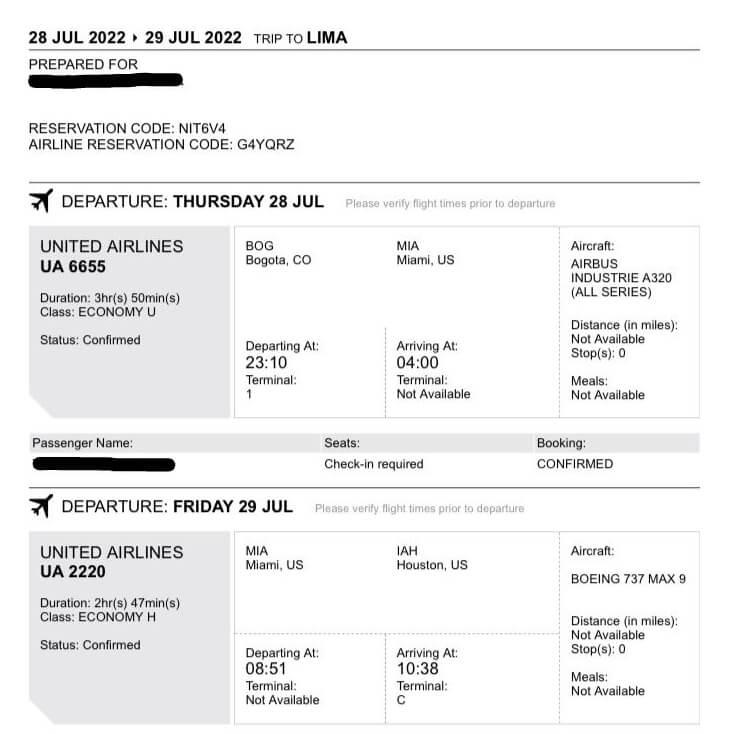 28 JUL 2022 ▸ 29 JUL 2022 TRIP TO LIMA
PREPARED FOR
RESERVATION CODE: NIT6V4
AIRLINE RESERVATION CODE: G4YQRZ
DEPARTURE: THURSDAY 28 JUL Please verify flight times prior to departure
UNITED AIRLINES
UA 6655
Duration: 3hr(s) 50min(s)
Class: ECONOMY U
Status: Confirmed
BOG
Bogota, CO
MIA
Miami, US
Departing At:
23:10
Terminal:
1
Arriving At:
04:00
Terminal:
Not Available
Aircraft:
AIRBUS
INDUSTRIE A320
(ALL SERIES)
Distance (in miles):
Not Available
Stop(s): 0
Meals:
Not Available
Passenger Name: Seats: Booking:
Check-in required CONFIRMED
DEPARTURE: FRIDAY 29 JUL Please verify flight times prior to departure
UNITED AIRLINES
UA 2220
Duration: 2hr(s) 47min(s)
Class: ECONOMY H
Status: Confirmed
MIA
Miami, US
IAH
Houston, US
Departing At:
08:51
Terminal:
Not Available
Arriving At:
10:38
Terminal:
C
Aircraft:
BOEING 737 MAX 9
Distance (in miles):
Not Available
Stop(s): 0
Meals:
Not Available